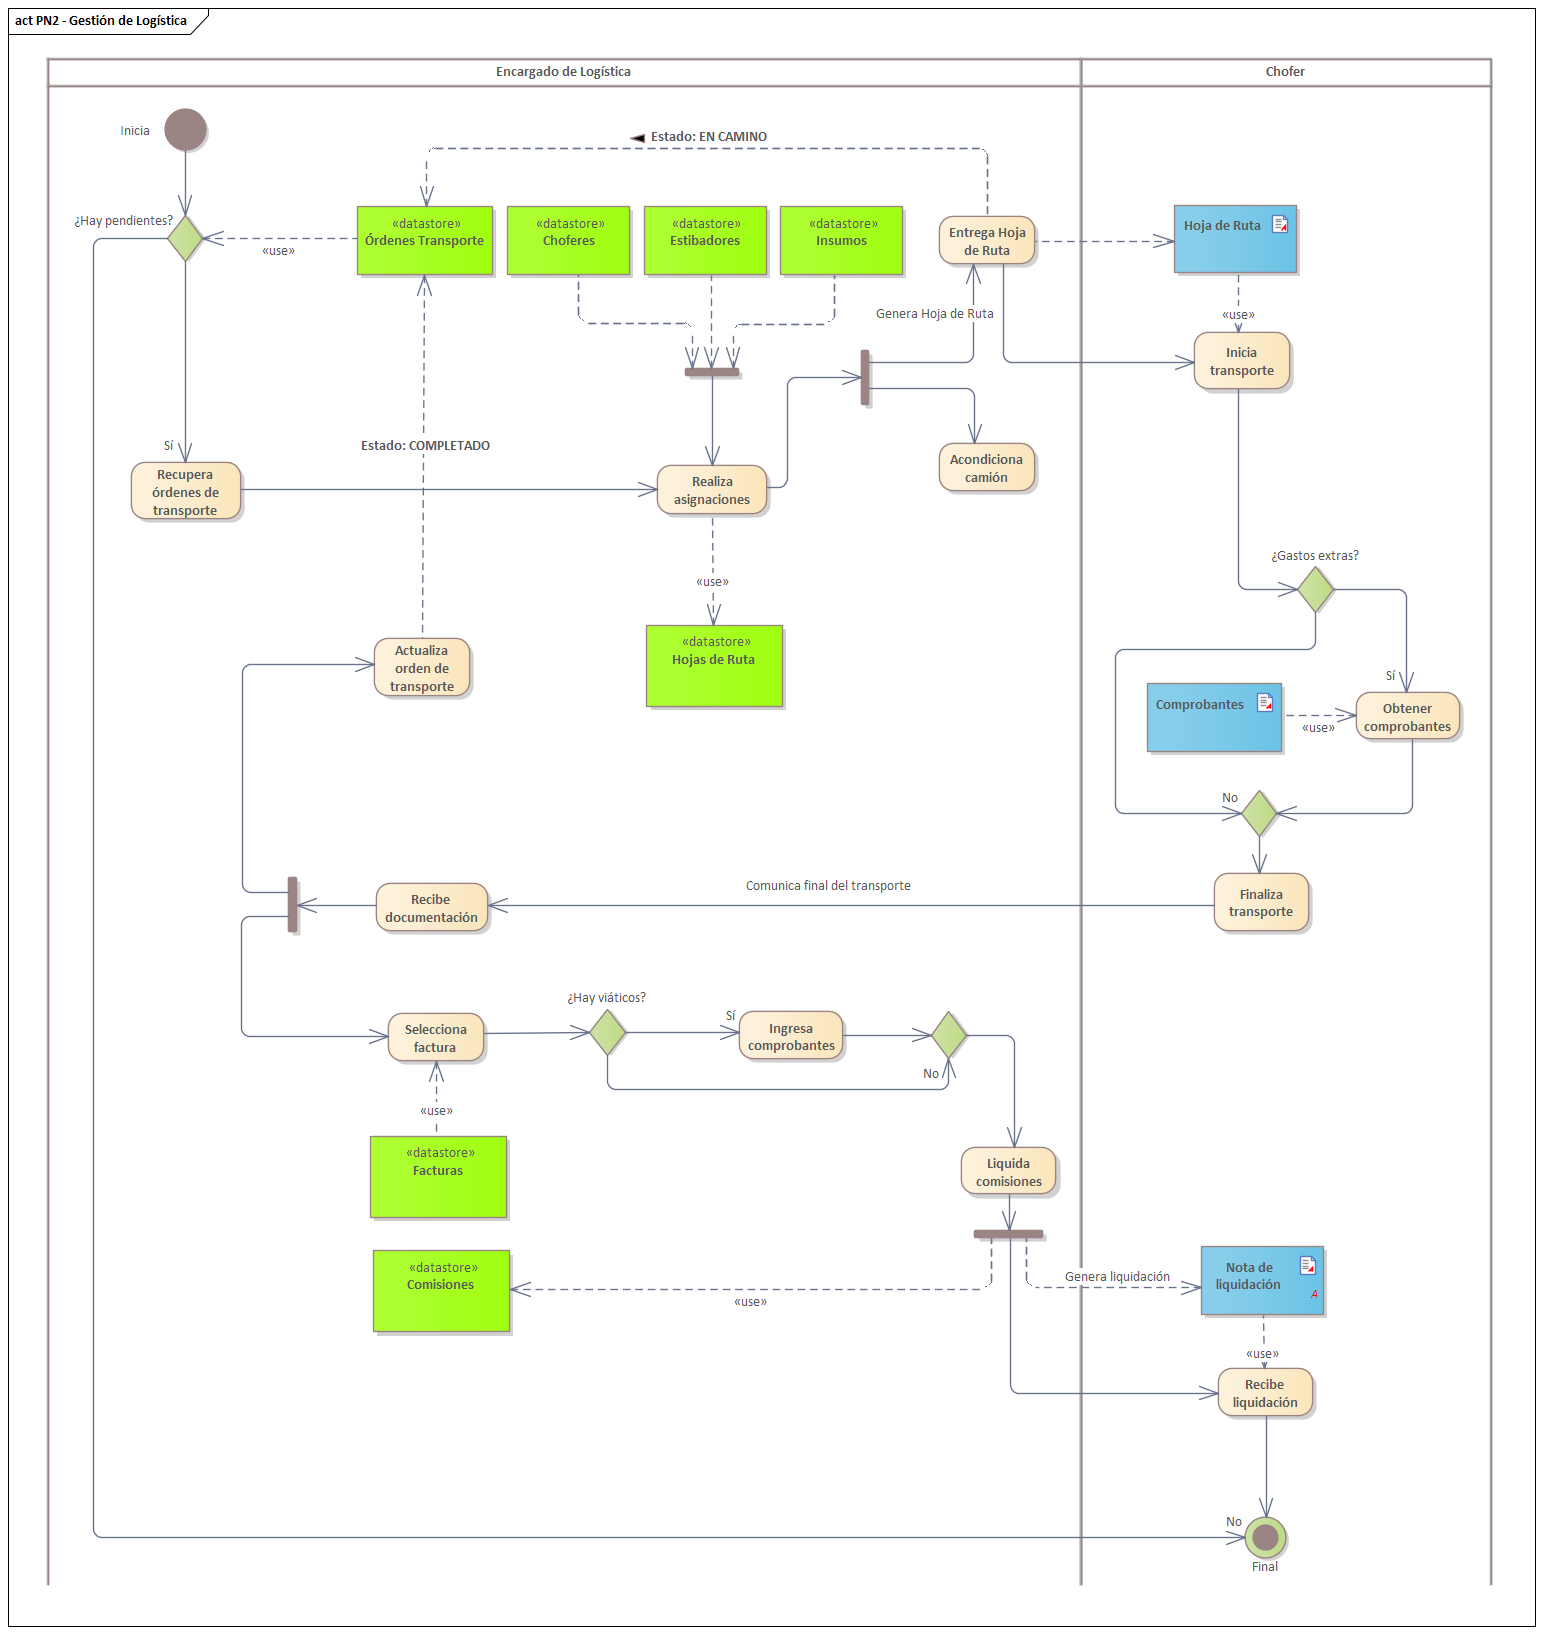 act PN2 - Gestión de Logística
Encargado de Logística
Chofer
Inicia
Estado: EN CAMINO
¿Hay pendientes?
«use»
«datastore»
Órdenes Transporte
«datastore»
Choferes
«datastore»
Estibadores
«datastore»
Insumos
Entrega Hoja
de Ruta
Hoja de Ruta
«use»
Genera Hoja de Ruta
Inicia
transporte
Estado: COMPLETADO
Sí
Recupera
órdenes de
transporte
Realiza
asignaciones
Acondiciona
camión
«use»
¿Gastos extras?
«datastore»
Hojas de Ruta
Actualiza
orden de
transporte
Sí
Comprobantes
«use»
Obtener
comprobantes
No
Comunica final del transporte
Recibe
documentación
Finaliza
transporte
¿Hay viáticos?
Selecciona
factura
Sí
Ingresa
comprobantes
No
«use»
«datastore»
Facturas
Liquida
comisiones
«datastore»
Comisiones
«use»
Genera liquidación
Nota de
liquidación
A
«use»
Recibe
liquidación
No
Final